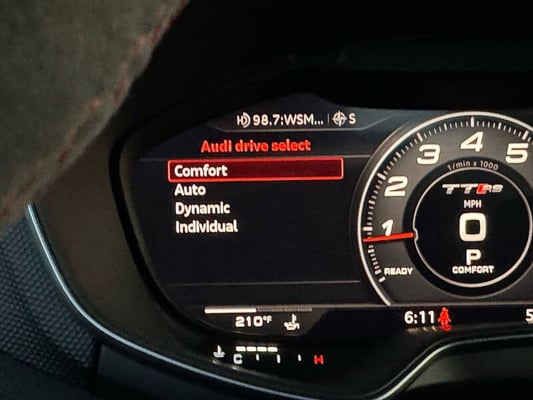 98.7:WSM... S
Audi drive select
Comfort
Auto
Dynamic
Individual
1 2 3 4 5
1/min x 1000
TTRS
MPH
0
P
COMFORT
READY
210°F
6:11
5
C H